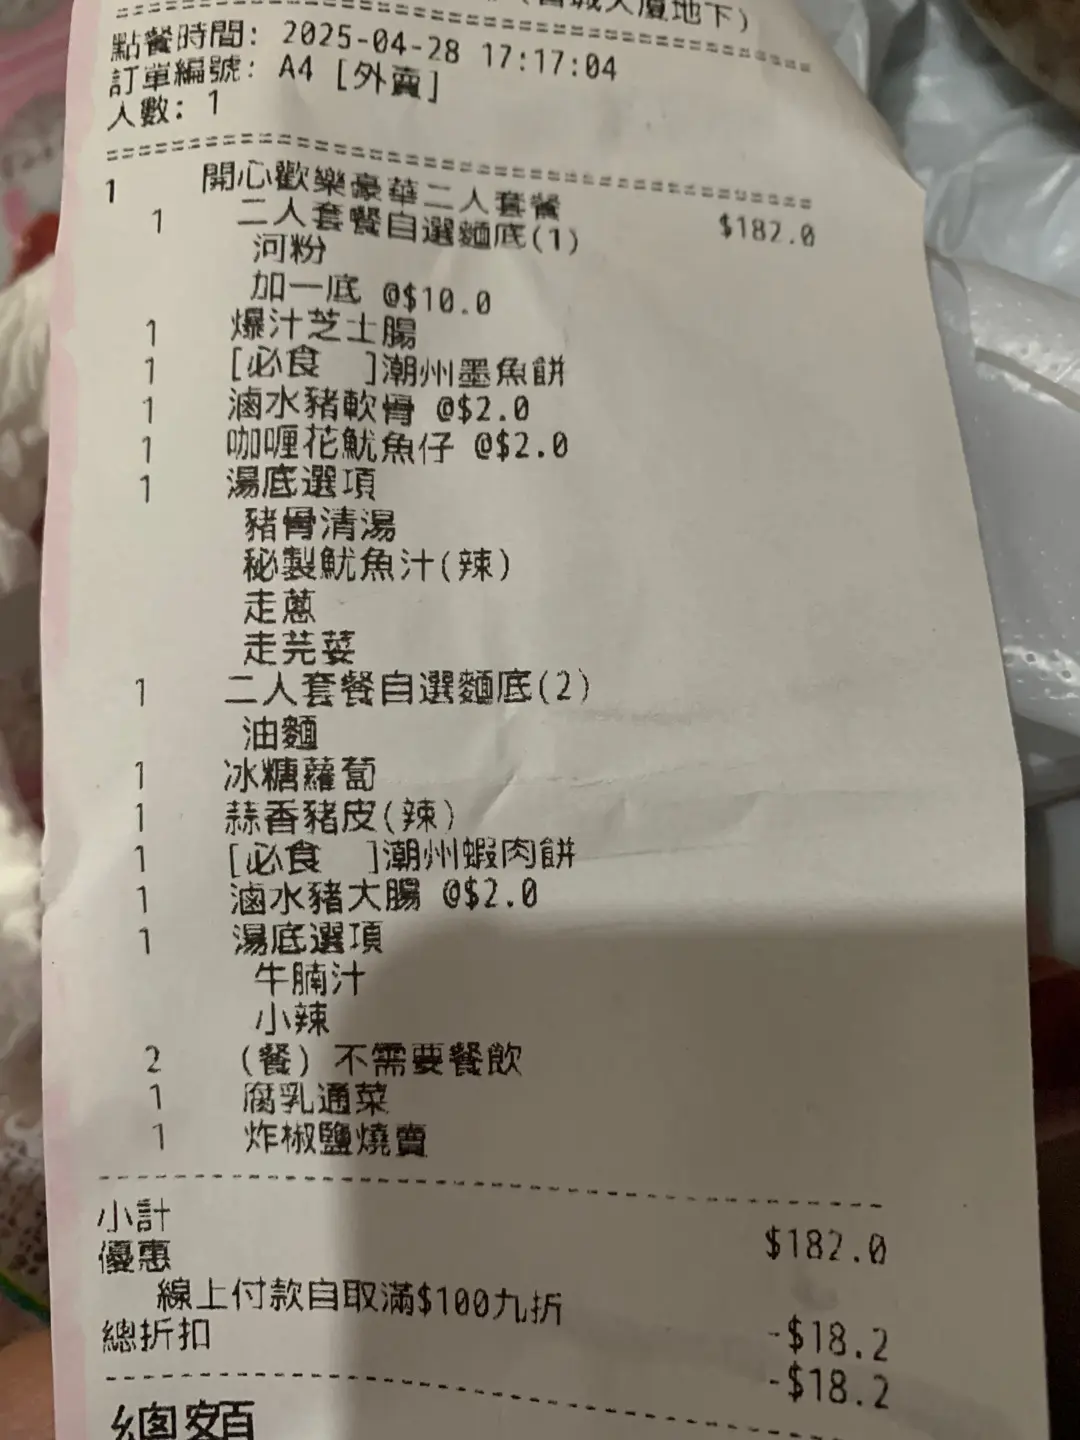 大廈地下)
點餐時間: 2025-04-28 17:17:04
訂單編號: A4 [外賣]
人數: 1
1 開心歡樂豪華二人套餐 $182.0
1 二人套餐自選麵底(1)
河粉
加一底 @$10.0
1 爆汁芝士腸
1 [必食 ]潮州墨魚餅
1 滷水豬軟骨 @$2.0
1 咖喱花魷魚仔 @$2.0
1 湯底選項
豬骨清湯
秘製魷魚汁(辣)
走蔥
走芫荽
1 二人套餐自選麵底(2)
油麵
1 冰糖蘿蔔
1 蒜香豬皮(辣)
1 [必食 ]潮州蝦肉餅
1 滷水豬大腸 @$2.0
1 湯底選項
牛腩汁
小辣
2 (餐) 不需要餐飲
1 腐乳通菜
1 炸椒鹽燒賣
小計 $182.0
優惠
線上付款自取滿$100九折 -$18.2
總折扣 -$18.2
總額